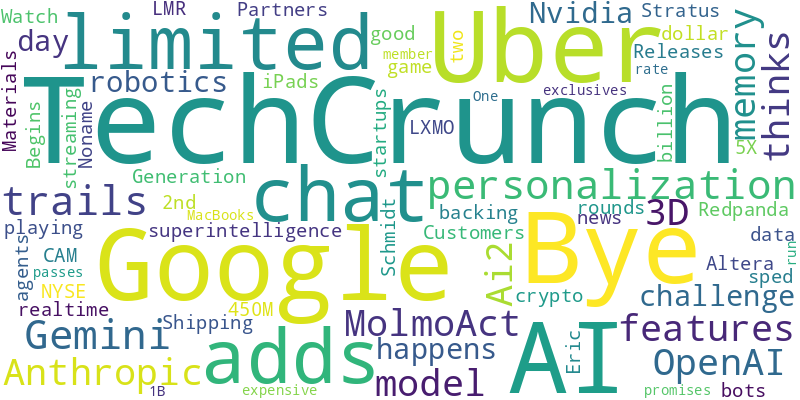 LMR
Partners
Watch
limited
good
Uber
Nvidia
Stratus
day
member
game
two
dollar
Releases
rate
memory
thinks
Materials
robotics
iPads
TechCrunch
One
exclusives
Begins
streaming
Noname
startups
LXMO
billion
5X
Generation
chat
personalization
trails
2nd
MacBooks
backing
rounds
news
3D
Redpanda
playing
superintelligence
Schmidt
Customers
Bye
data
run
agents
CAM
passes
Google
Ai2
Altera
sped
NYSE
crypto
challenge
realtime
450M
Shipping
MolmoAct
AI
features
Gemini
adds
happens
Eric
OpenAI
Anthropic
model
1B
expensive
promises
bots